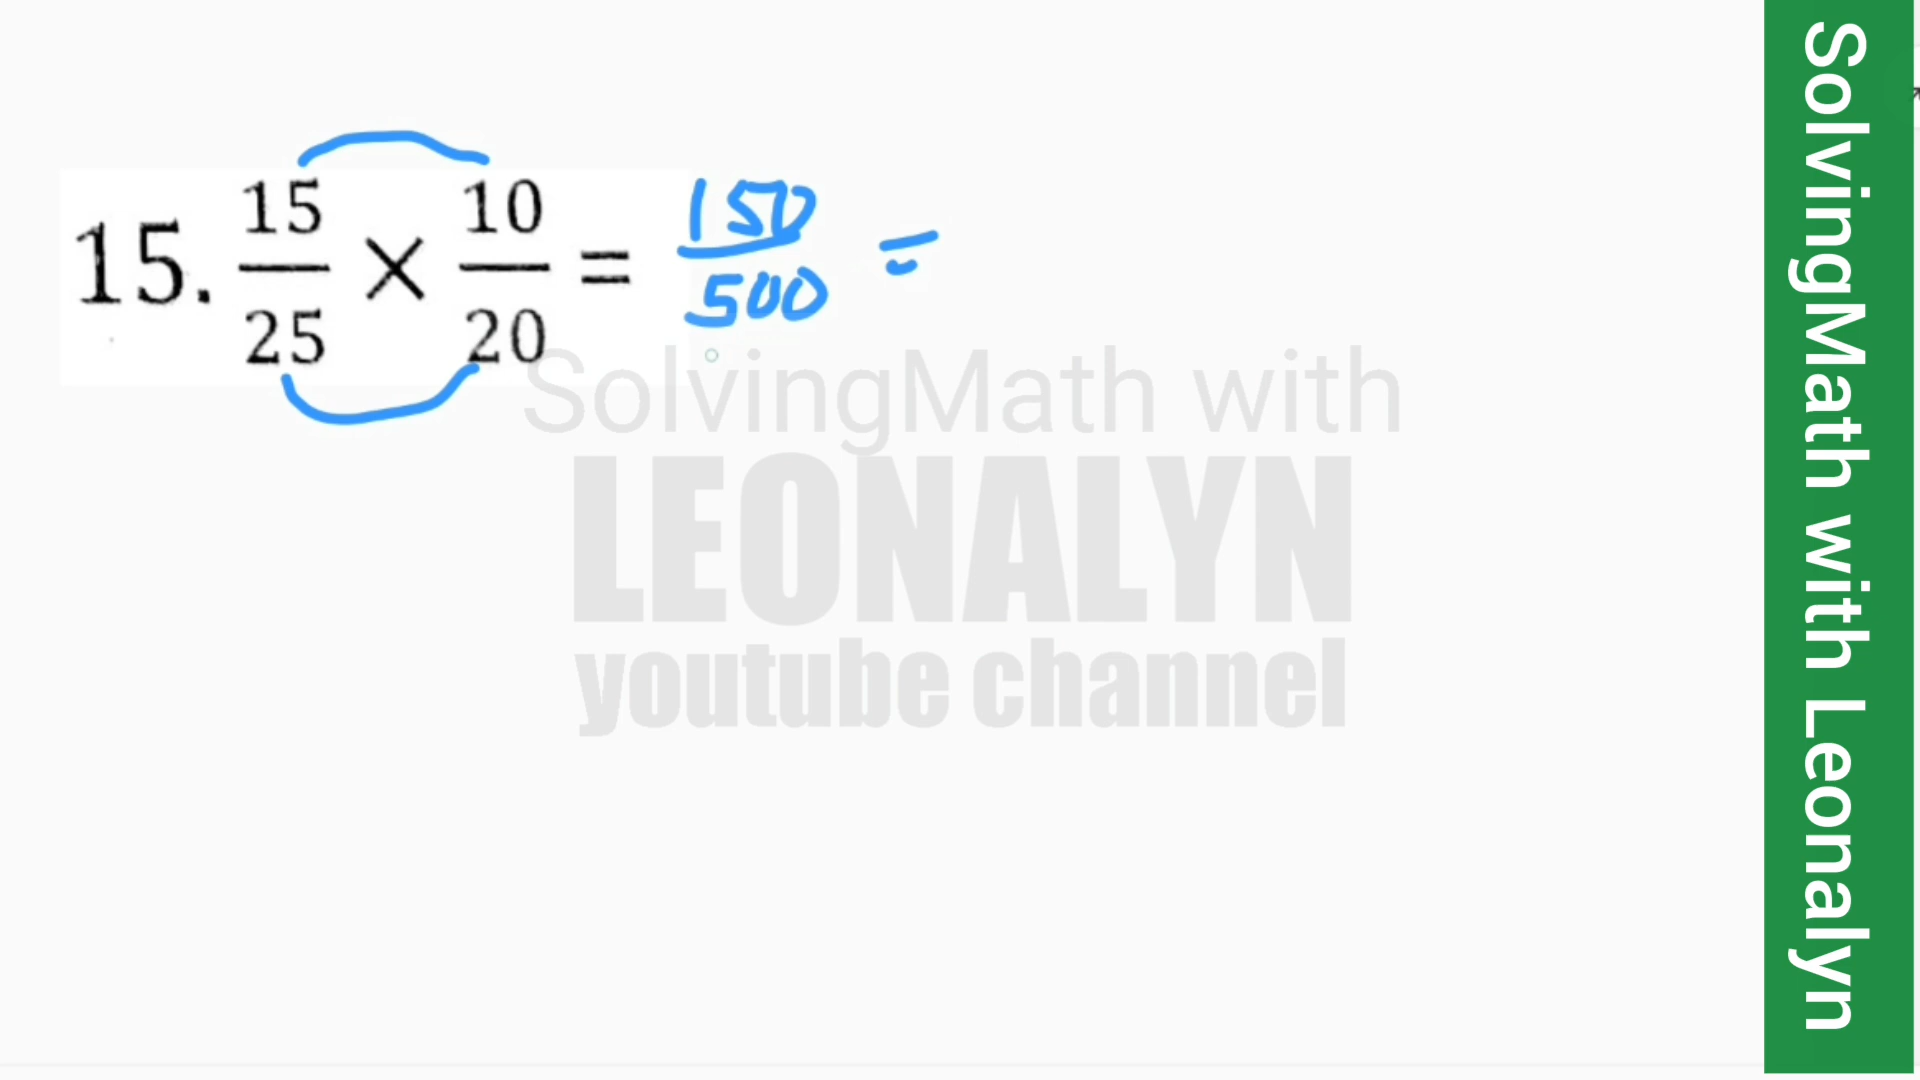 15. 15/25 × 10/20 = 150/500 =
SolvingMath with
LEONALYN
youtube channel
SolvingMath with Leonalyn